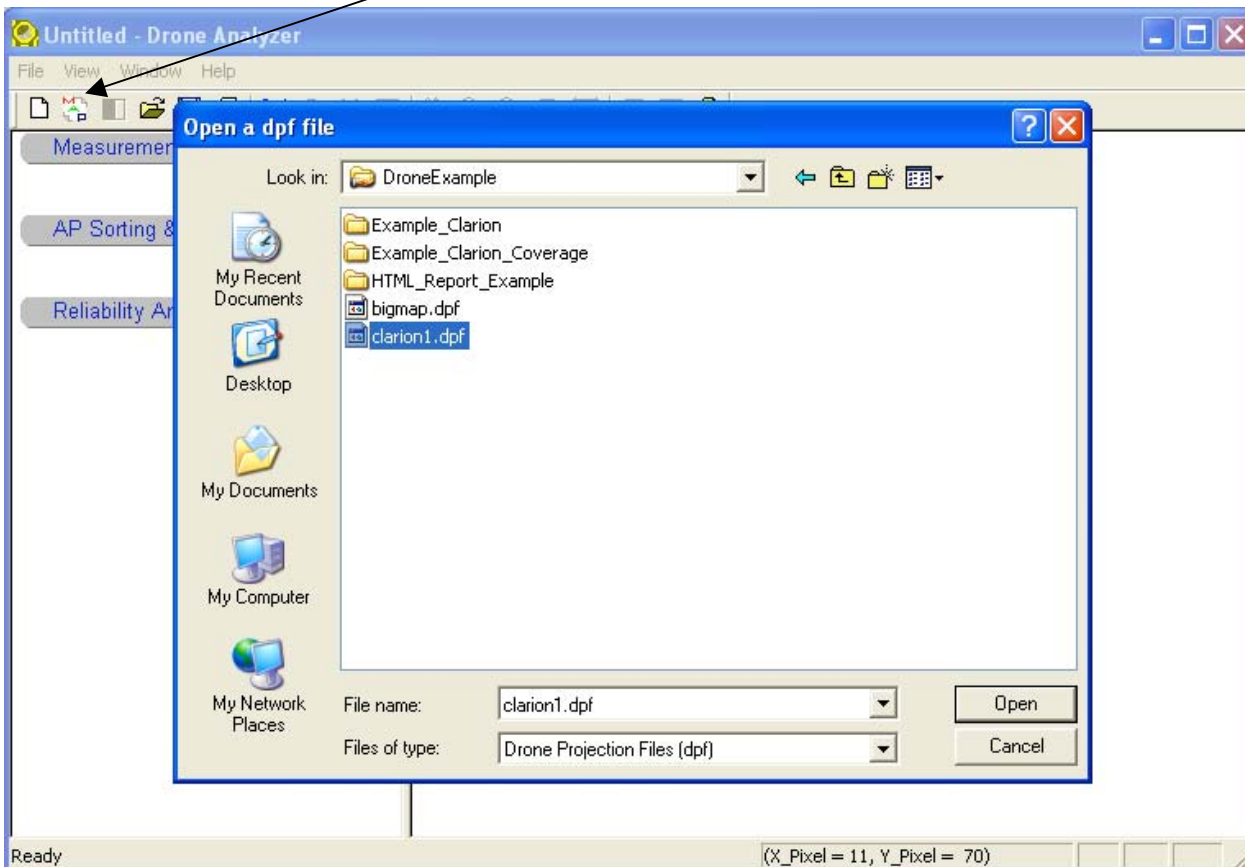 Untitled - Drone Analyzer
File View Window Help
Open a dpf file
Measuremen
AP Sorting &
Reliability An
Look in: DroneExample
My Recent Documents
Desktop
My Documents
My Computer
My Network Places
Example_Clarion
Example_Clarion_Coverage
HTML_Report_Example
bigmap.dpf
clarion1.dpf
File name: clarion1.dpf Open
Files of type: Drone Projection Files (dpf) Cancel
Ready (X_Pixel = 11, Y_Pixel = 70)